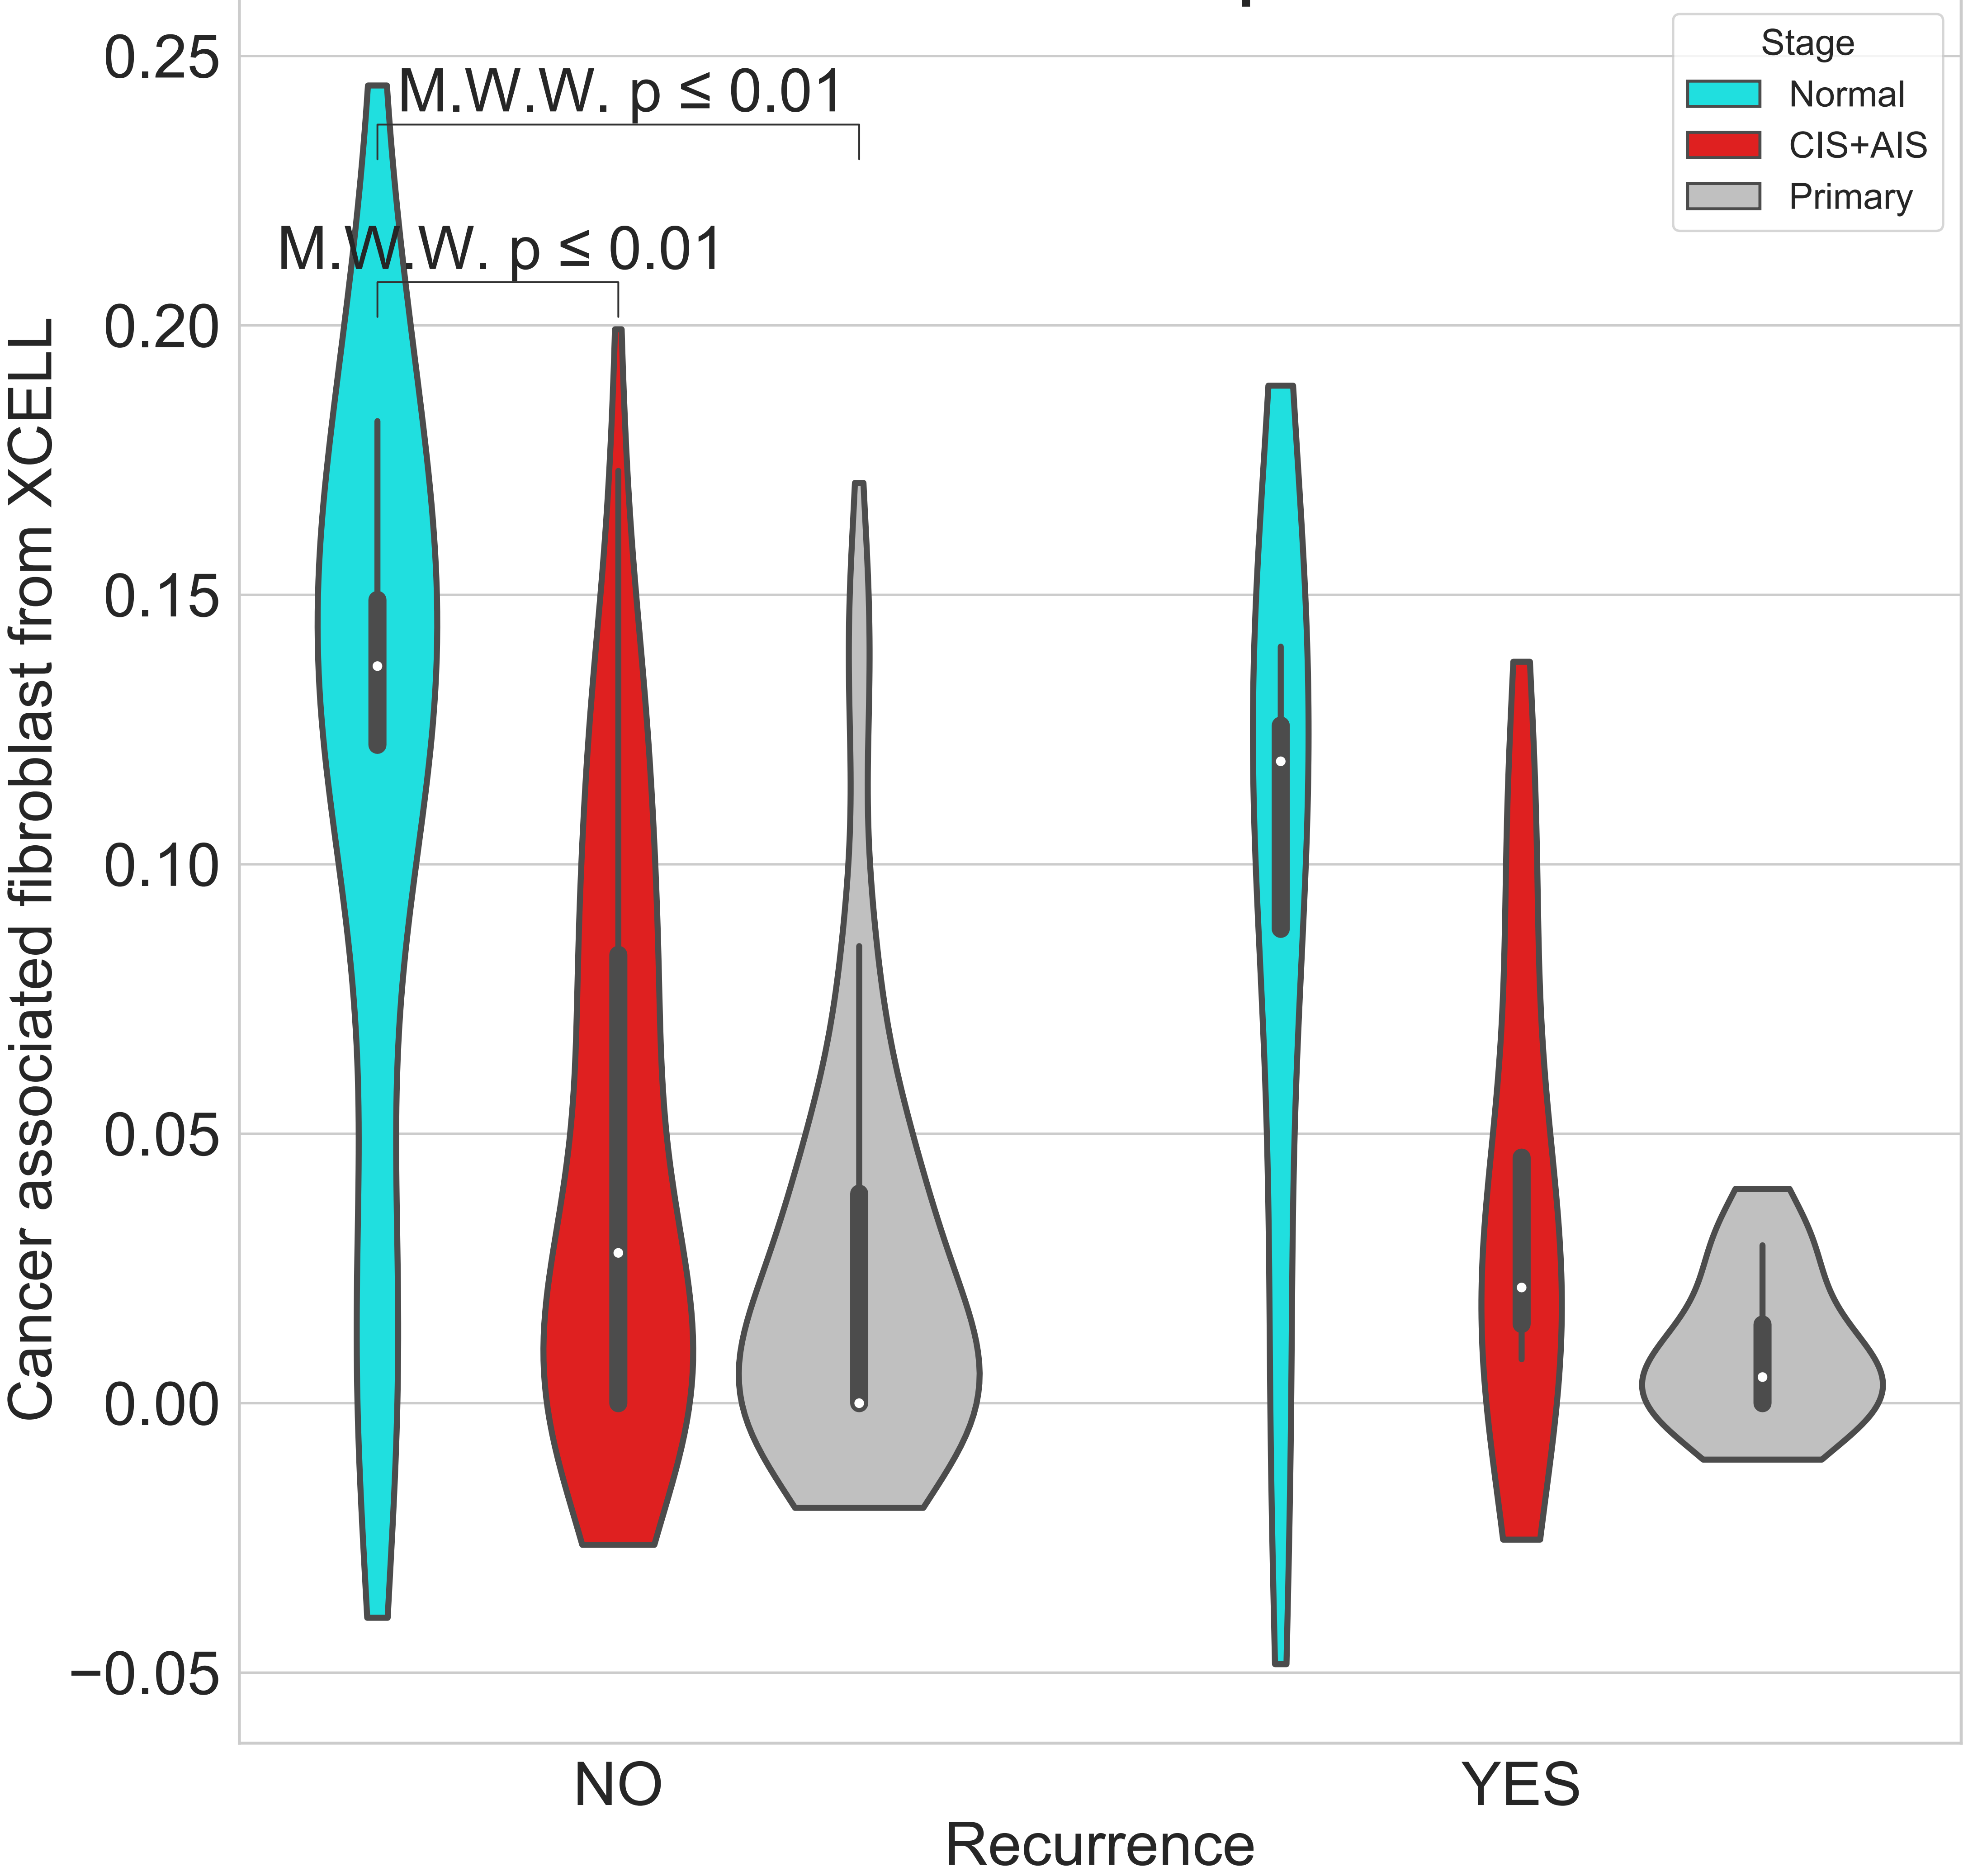 Stage
Normal
CIS+AIS
Primary
M.W.W. p ≤ 0.01
M.W.W. p ≤ 0.01
Cancer associated fibroblast from XCELL
0.25
0.20
0.15
0.10
0.05
0.00
−0.05
NO
YES
Recurrence